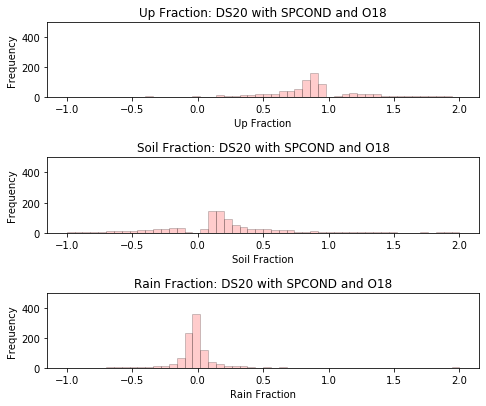 Up Fraction: DS20 with SPCOND and O18
400
200
0
Frequency
−1.0 −0.5 0.0 0.5 1.0 1.5 2.0
Up Fraction
Soil Fraction: DS20 with SPCOND and O18
400
200
0
Frequency
−1.0 −0.5 0.0 0.5 1.0 1.5 2.0
Soil Fraction
Rain Fraction: DS20 with SPCOND and O18
400
200
0
Frequency
−1.0 −0.5 0.0 0.5 1.0 1.5 2.0
Rain Fraction